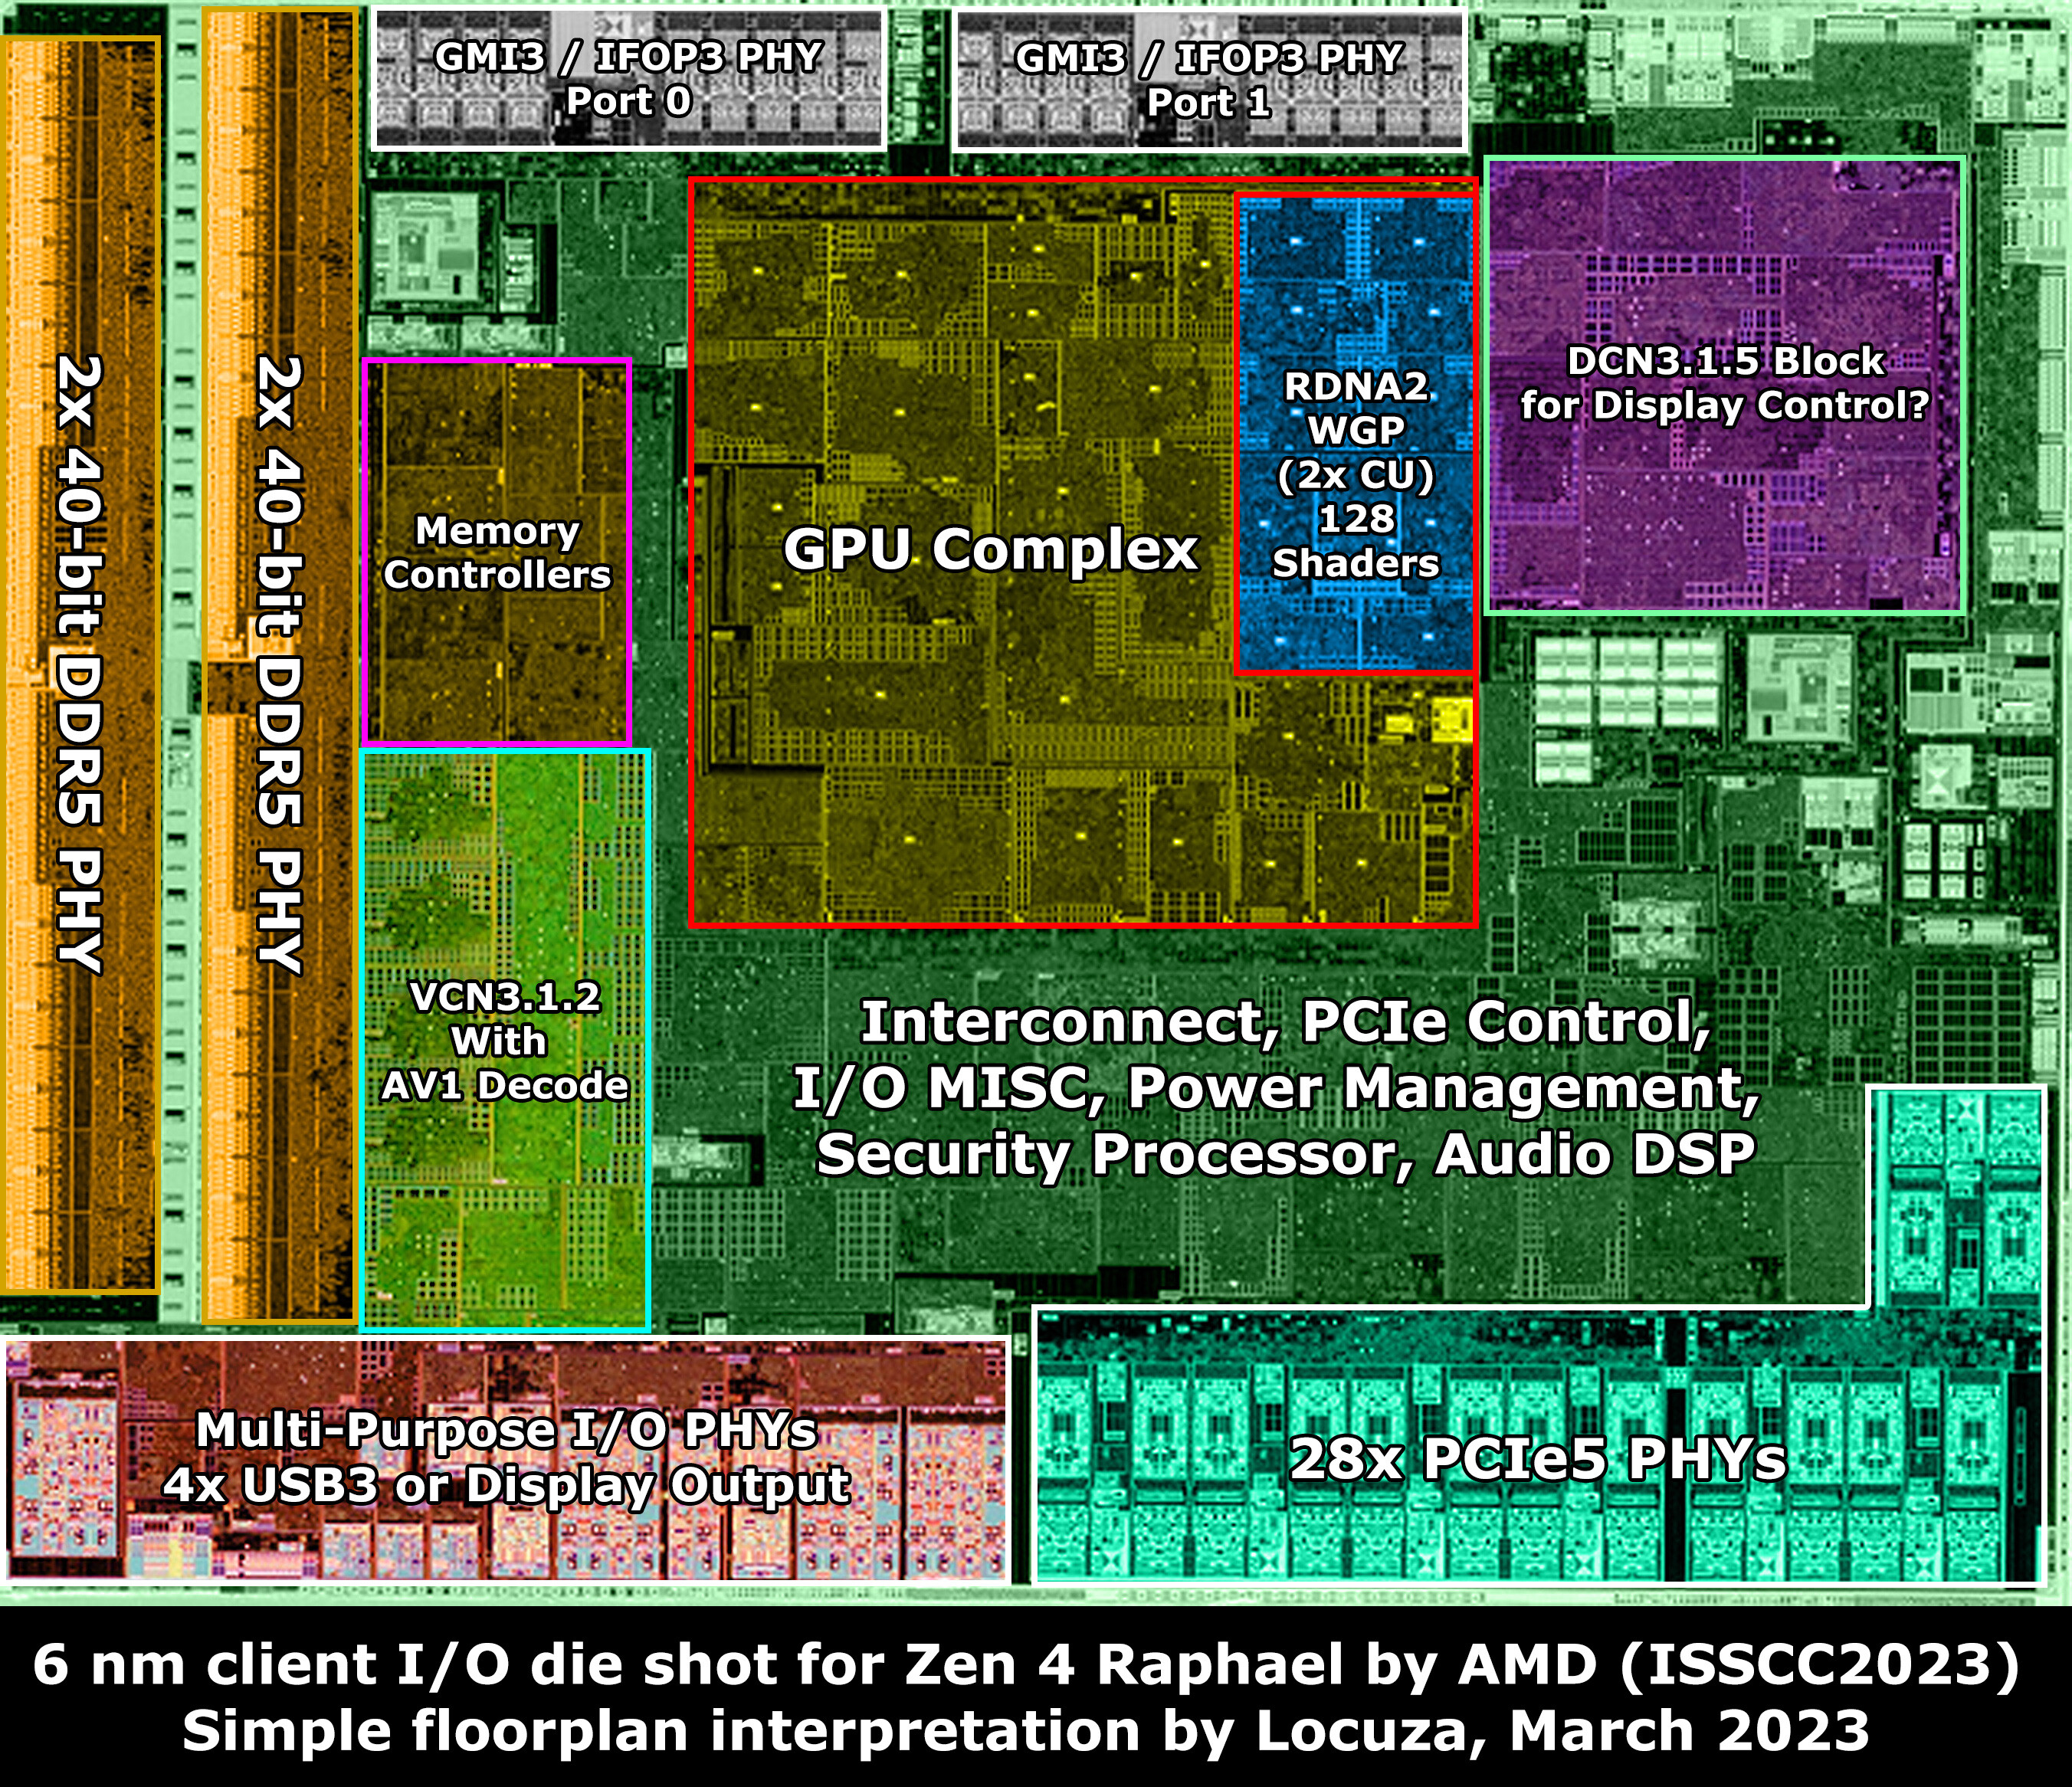 GMI3 / IFOP3 PHY
Port 0
GMI3 / IFOP3 PHY
Port 1
2x 40-bit DDR5 PHY
2x 40-bit DDR5 PHY
Memory
Controllers
GPU Complex
RDNA2
WGP
(2x CU)
128
Shaders
DCN3.1.5 Block
for Display Control?
VCN3.1.2
With
AV1 Decode
Interconnect, PCIe Control,
I/O MISC, Power Management,
Security Processor, Audio DSP
Multi-Purpose I/O PHYs
4x USB3 or Display Output
28x PCIe5 PHYs
6 nm client I/O die shot for Zen 4 Raphael by AMD (ISSCC2023)
Simple floorplan interpretation by Locuza, March 2023